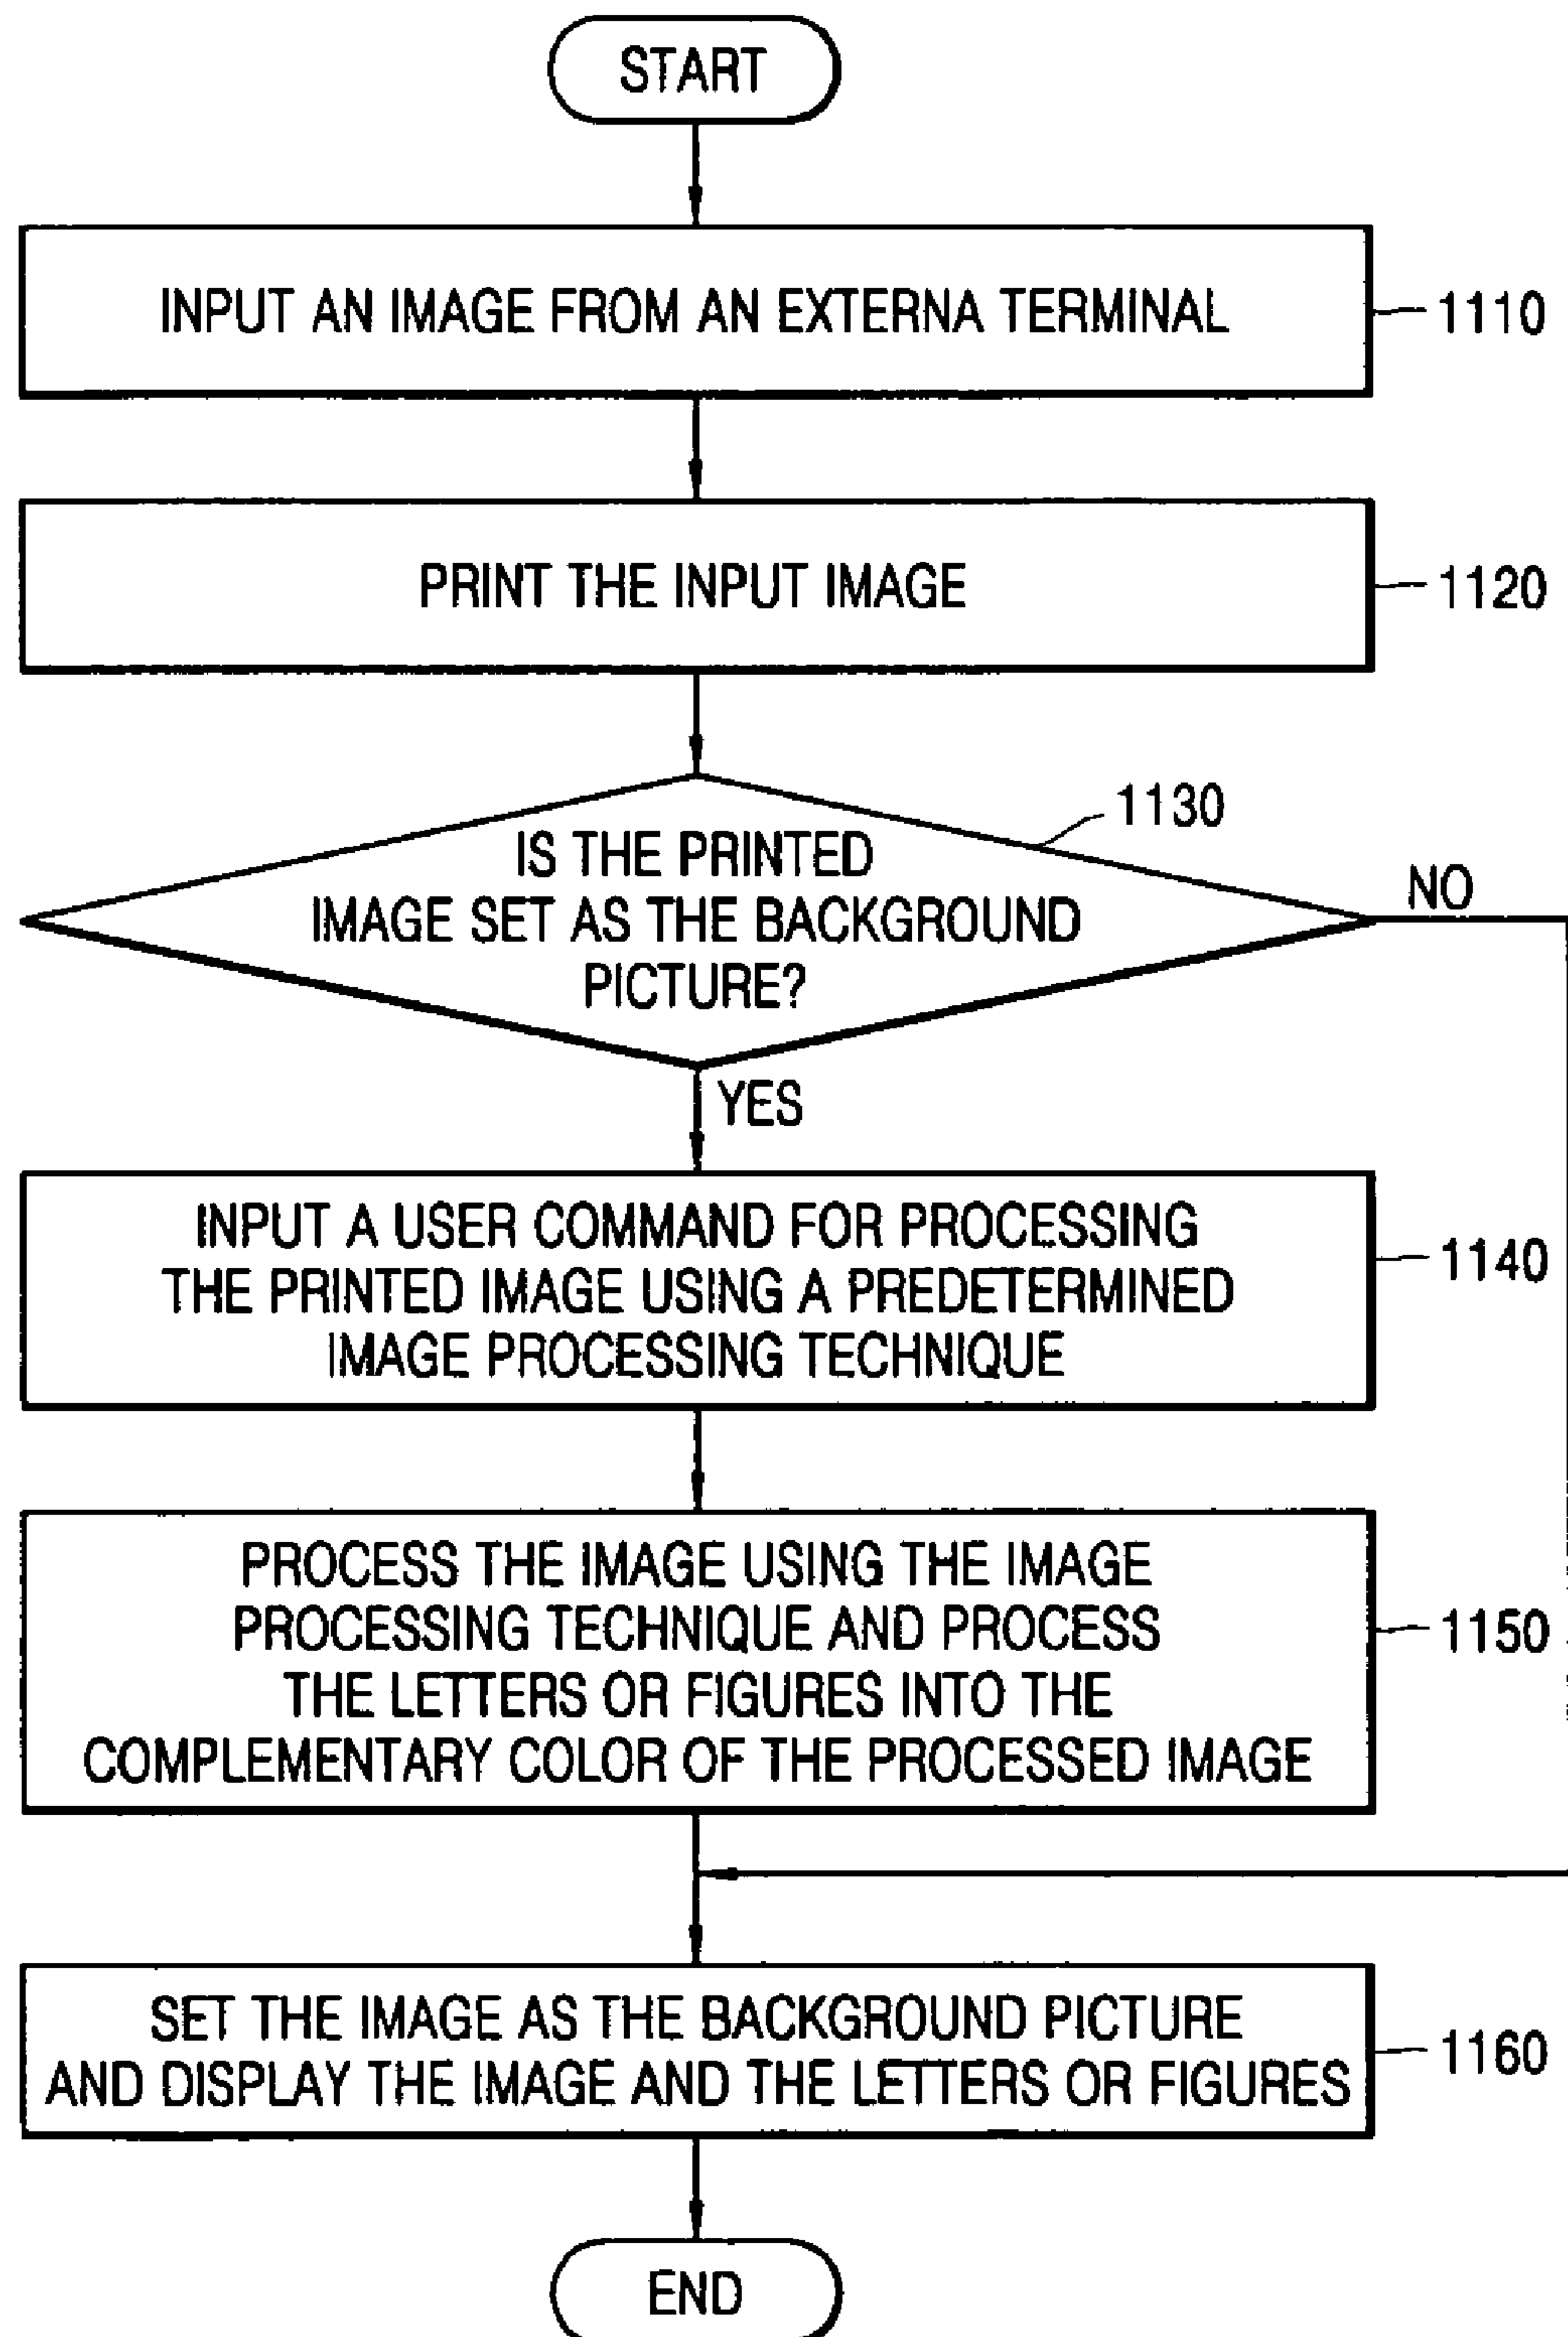 START
INPUT AN IMAGE FROM AN EXTERNA TERMINAL
1110
PRINT THE INPUT IMAGE
1120
1130
IS THE PRINTED
IMAGE SET AS THE BACKGROUND
PICTURE?
NO
YES
INPUT A USER COMMAND FOR PROCESSING
THE PRINTED IMAGE USING A PREDETERMINED
IMAGE PROCESSING TECHNIQUE
1140
PROCESS THE IMAGE USING THE IMAGE
PROCESSING TECHNIQUE AND PROCESS
THE LETTERS OR FIGURES INTO THE
COMPLEMENTARY COLOR OF THE PROCESSED IMAGE
1150
SET THE IMAGE AS THE BACKGROUND PICTURE
AND DISPLAY THE IMAGE AND THE LETTERS OR FIGURES
1160
END